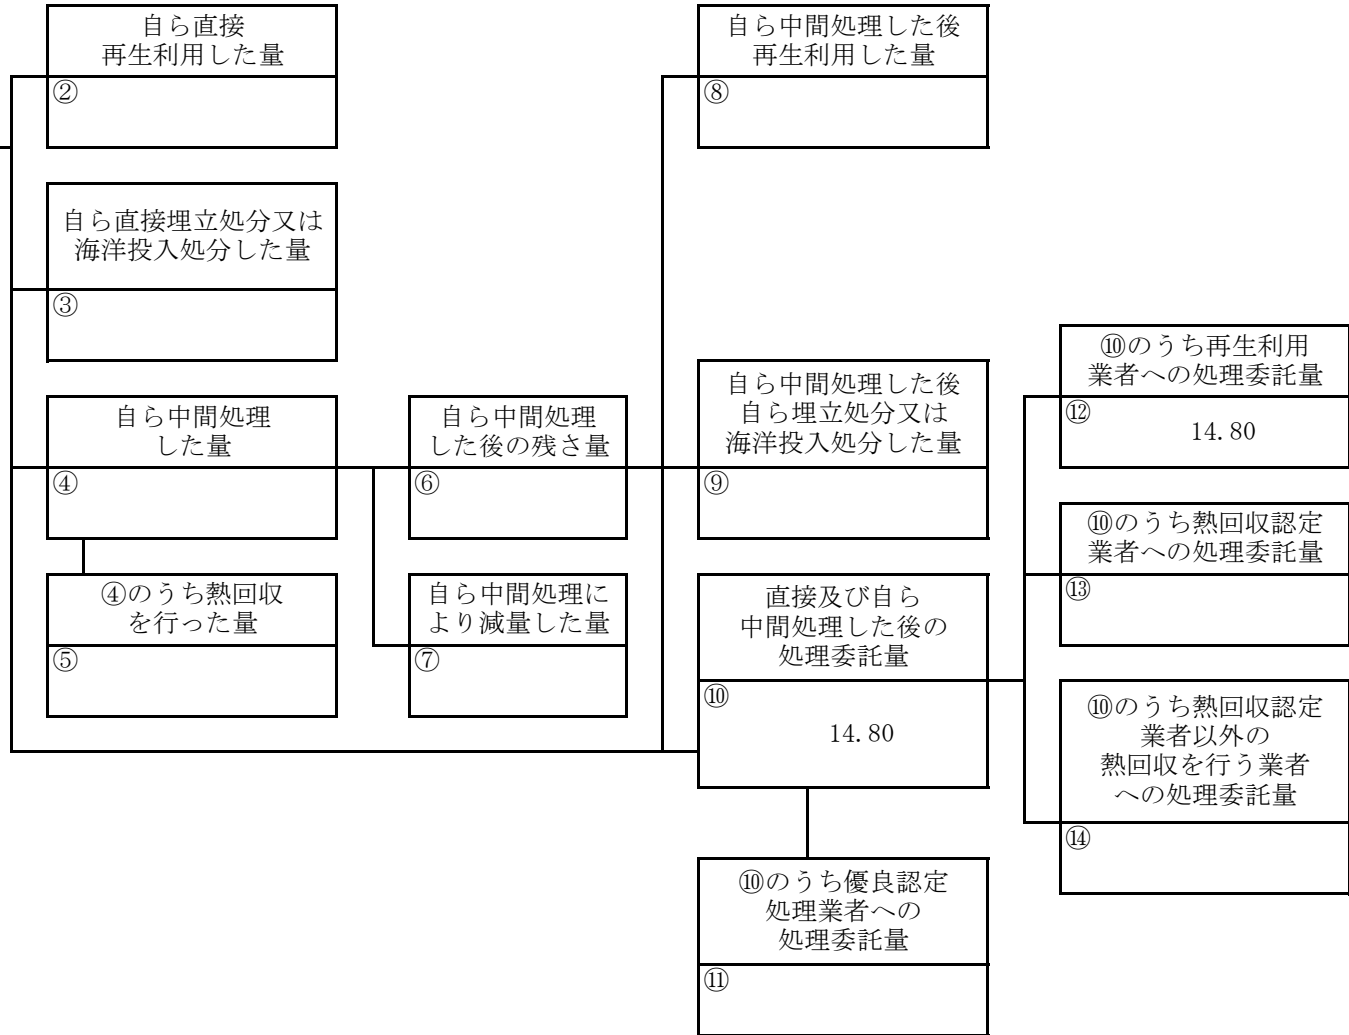 自ら直接
再生利用した量
②
自ら中間処理した後
再生利用した量
⑧
自ら直接埋立処分又は
海洋投入処分した量
③
自ら中間処理
した量
④
自ら中間処理
した後の残さ量
⑥
自ら中間処理した後
自ら埋立処分又は
海洋投入処分した量
⑨
⑩のうち再生利用
業者への処理委託量
⑫
14.80
⑩のうち熱回収認定
業者への処理委託量
⑬
④のうち熱回収
を行った量
⑤
自ら中間処理に
より減量した量
⑦
直接及び自ら
中間処理した後の
処理委託量
⑩
14.80
⑩のうち熱回収認定
業者以外の
熱回収を行う業者
への処理委託量
⑭
⑩のうち優良認定
処理業者への
処理委託量
⑪